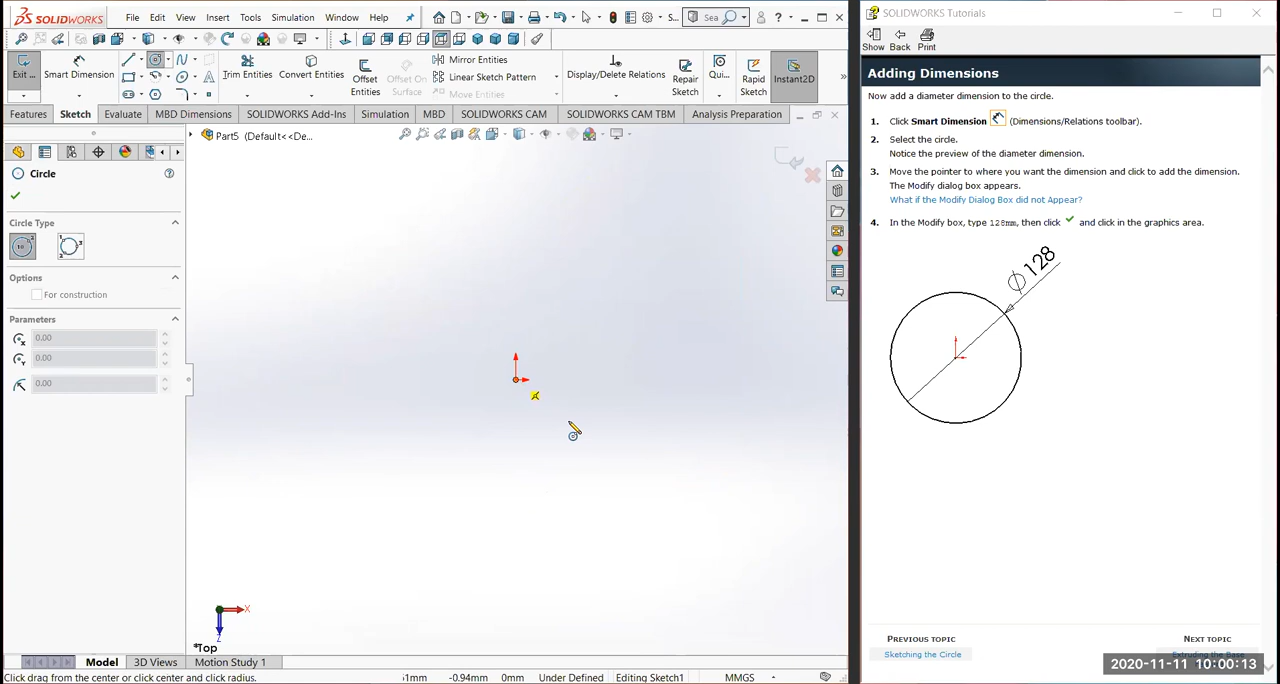 SOLIDWORKS File Edit View Insert Tools Simulation Window Help S... Sea
Exit ... Smart Dimension Trim Entities Convert Entities Offset Entities Offset On Surface Mirror Entities Linear Sketch Pattern Move Entities Display/Delete Relations Repair Sketch Qui... Rapid Sketch Instant2D
Features Sketch Evaluate MBD Dimensions SOLIDWORKS Add-Ins Simulation MBD SOLIDWORKS CAM SOLIDWORKS CAM TBM Analysis Preparation
Part5 (Default<<De...
Circle
Circle Type
Options
For construction
Parameters
0.00
0.00
0.00
X
Z
*Top
Model 3D Views Motion Study 1
Click drag from the center or click center and click radius. -0.94mm 0mm Under Defined Editing Sketch1 MMGS
SOLIDWORKS Tutorials
Show Back Print
Adding Dimensions
Now add a diameter dimension to the circle.
1. Click Smart Dimension (Dimensions/Relations toolbar).
2. Select the circle.
Notice the preview of the diameter dimension.
3. Move the pointer to where you want the dimension and click to add the dimension.
The Modify dialog box appears.
What if the Modify Dialog Box did not Appear?
4. In the Modify box, type 128mm, then click and click in the graphics area.
∅128
PREVIOUS TOPIC NEXT TOPIC
Sketching the Circle
2020-11-11 10:00:13